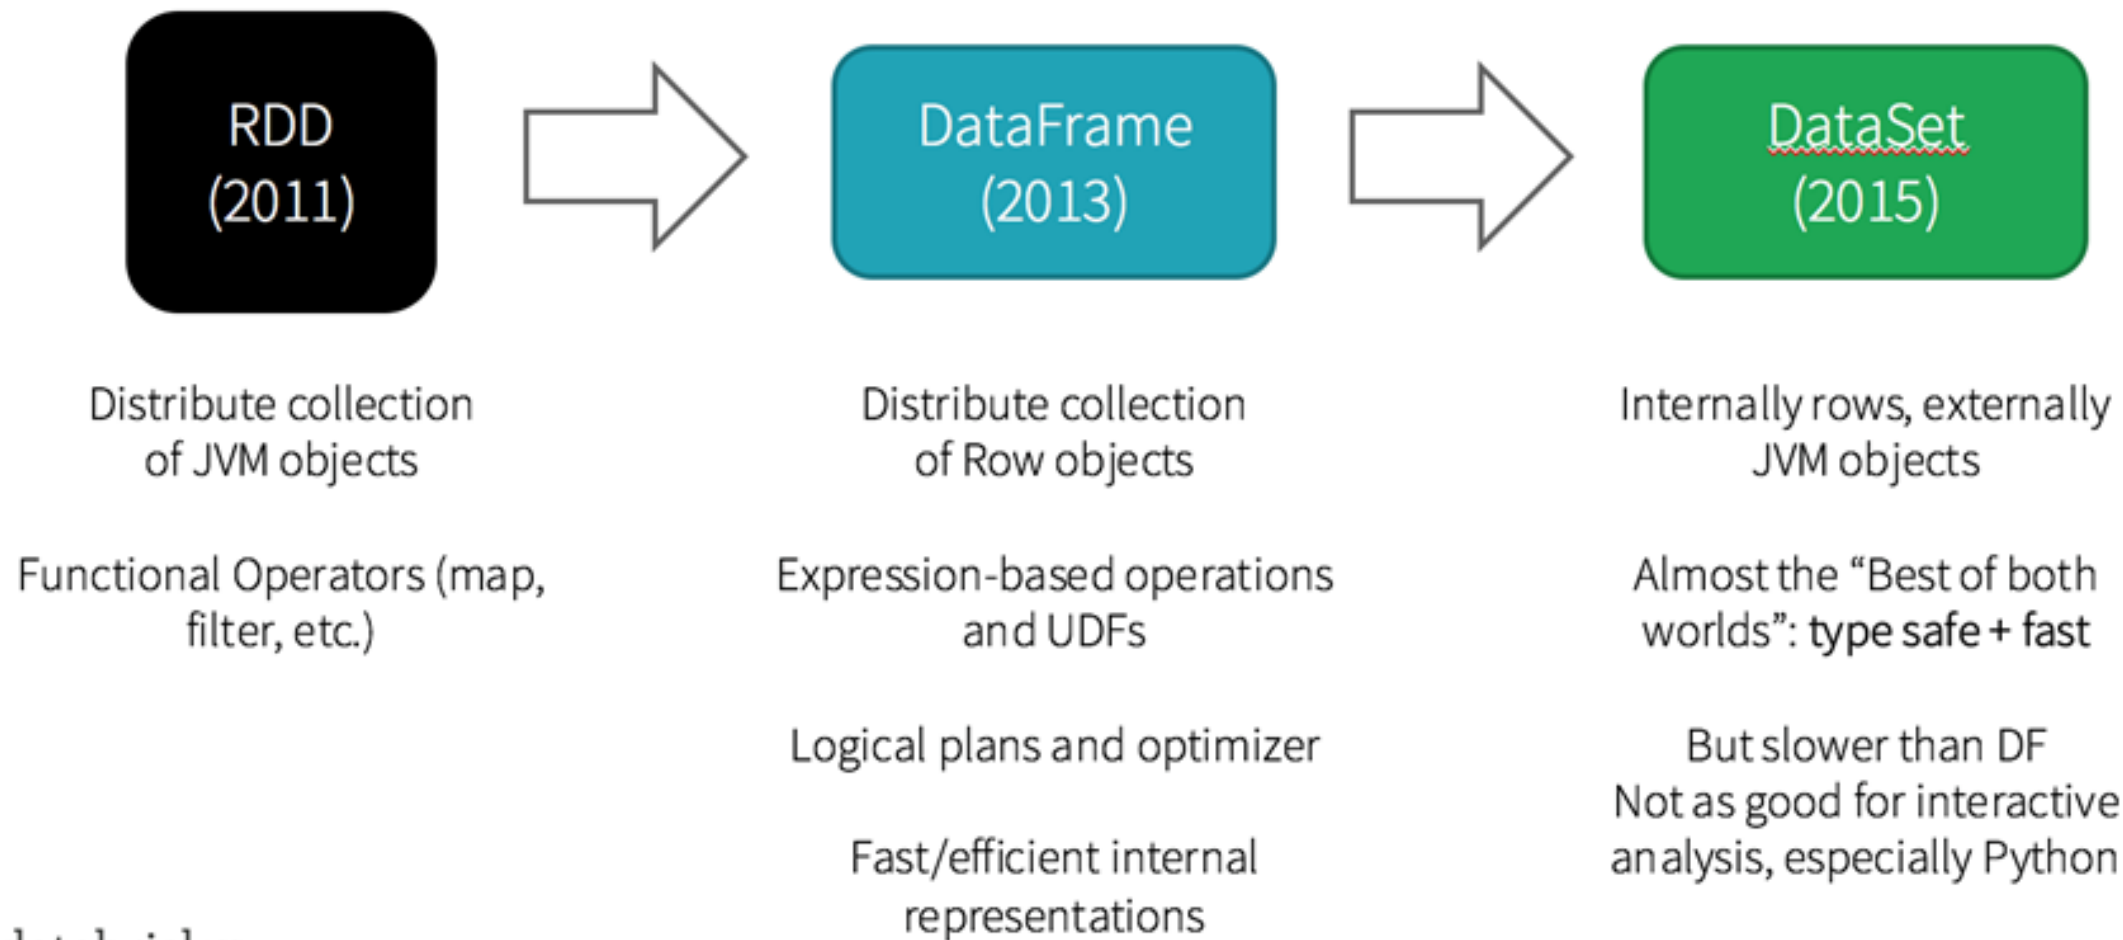 RDD
(2011)
DataFrame
(2013)
DataSet
(2015)
Distribute collection
of JVM objects
Functional Operators (map,
filter, etc.)
Distribute collection
of Row objects
Expression-based operations
and UDFs
Logical plans and optimizer
Fast/efficient internal
representations
Internally rows, externally
JVM objects
Almost the “Best of both
worlds”: type safe + fast
But slower than DF
Not as good for interactive
analysis, especially Python